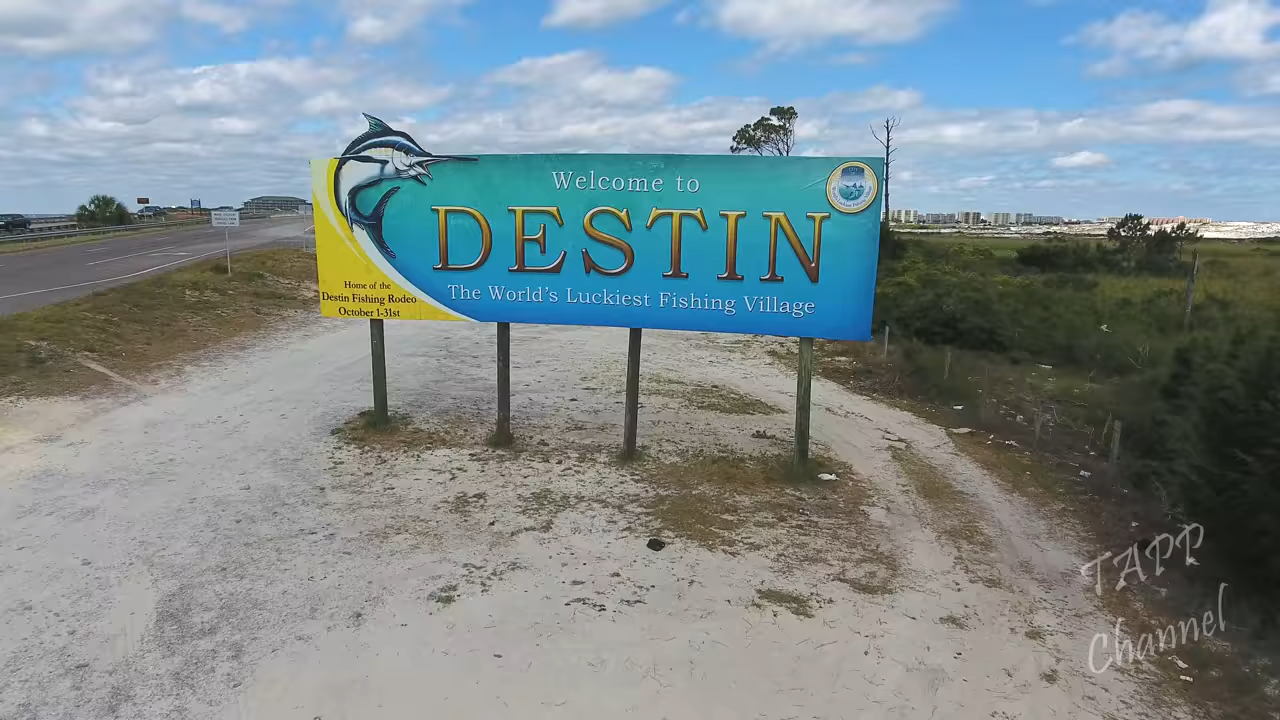 Welcome to
DESTIN
The World's Luckiest Fishing Village
Home of the
Destin Fishing Rodeo
October 1-31st
TAPP
Channel